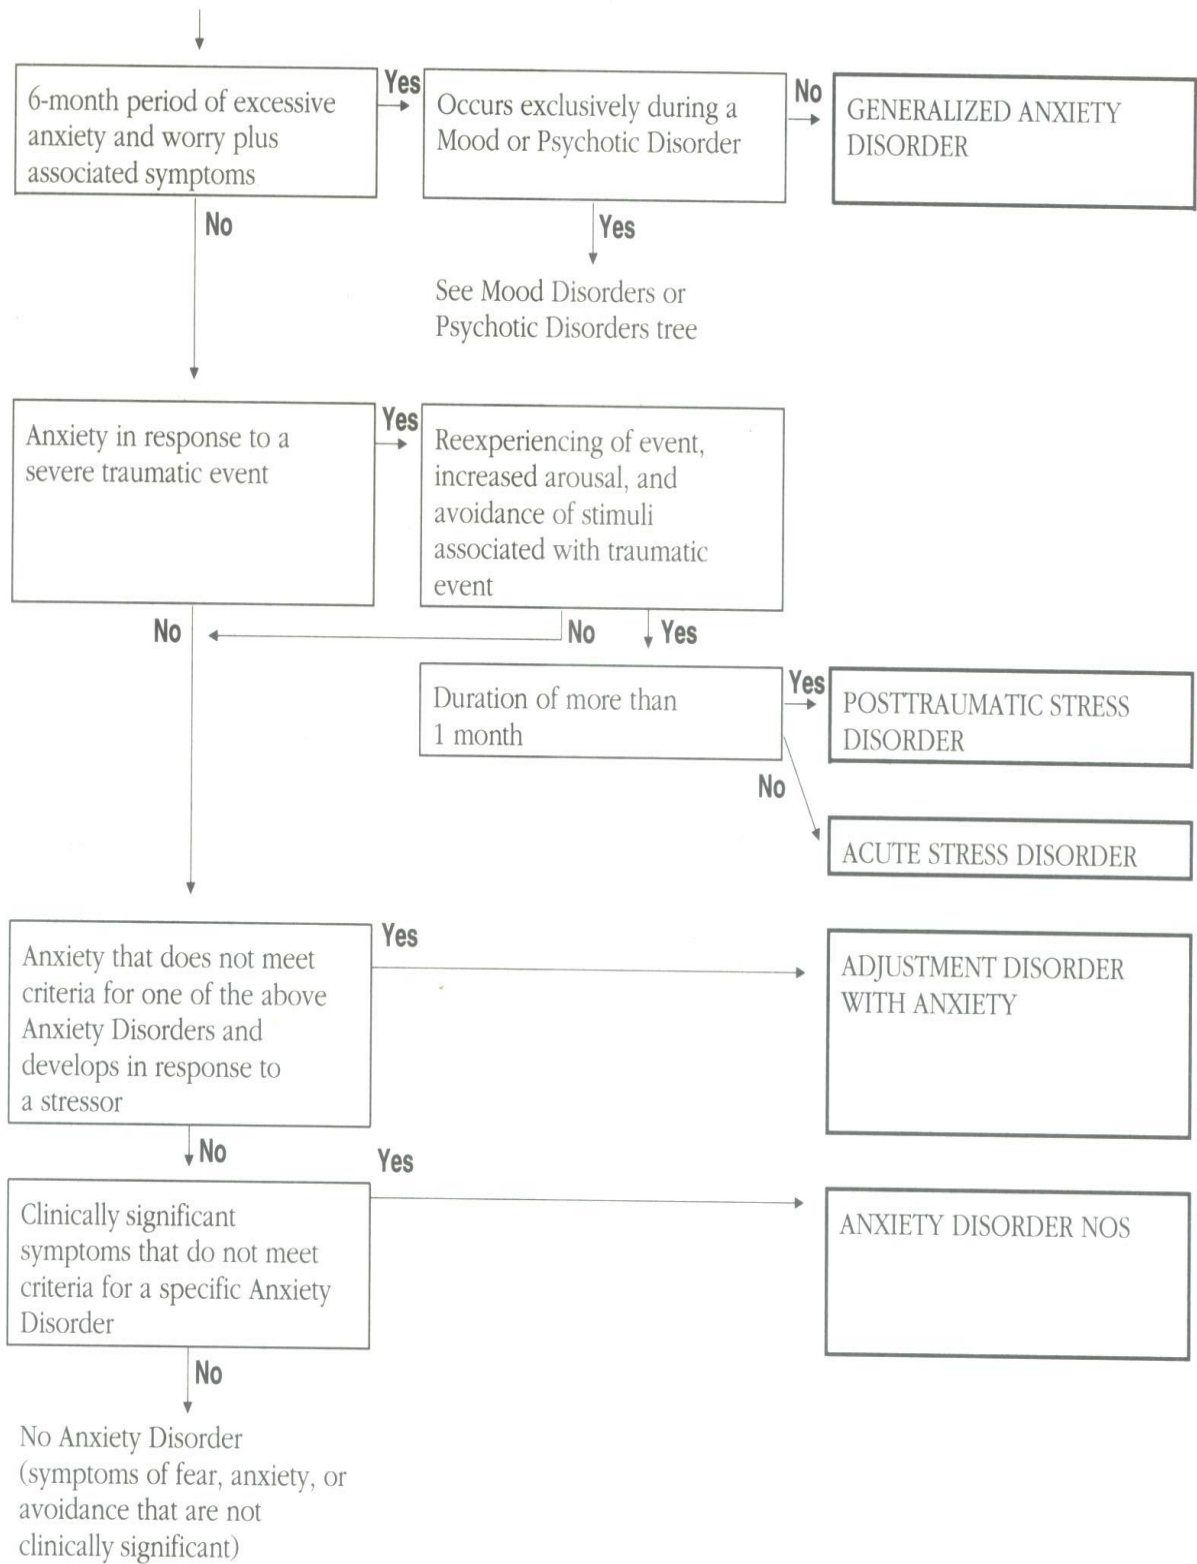 6-month period of excessive
anxiety and worry plus
associated symptoms
Yes
Occurs exclusively during a
Mood or Psychotic Disorder
No
GENERALIZED ANXIETY
DISORDER
No
Yes
See Mood Disorders or
Psychotic Disorders tree
Anxiety in response to a
severe traumatic event
Yes
Reexperiencing of event,
increased arousal, and
avoidance of stimuli
associated with traumatic
event
No
No
Yes
Duration of more than
1 month
Yes
POSTTRAUMATIC STRESS
DISORDER
No
ACUTE STRESS DISORDER
Anxiety that does not meet
criteria for one of the above
Anxiety Disorders and
develops in response to
a stressor
Yes
ADJUSTMENT DISORDER
WITH ANXIETY
No
Clinically significant
symptoms that do not meet
criteria for a specific Anxiety
Disorder
Yes
ANXIETY DISORDER NOS
No
No Anxiety Disorder
(symptoms of fear, anxiety, or
avoidance that are not
clinically significant)